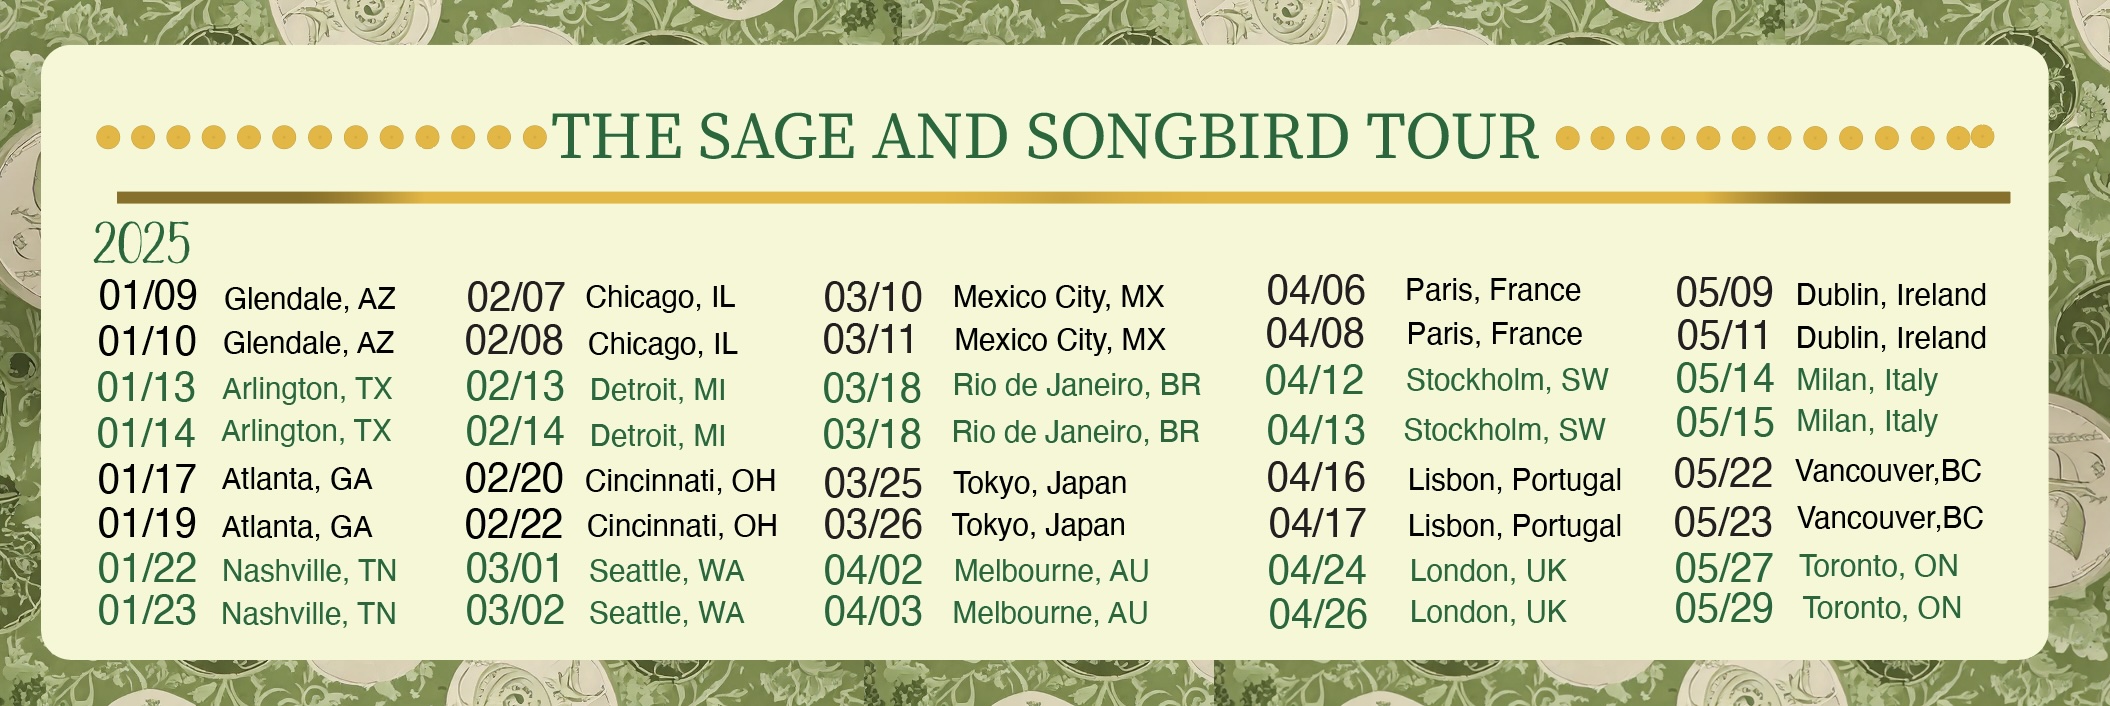 THE SAGE AND SONGBIRD TOUR
2025
01/09 Glendale, AZ
01/10 Glendale, AZ
01/13 Arlington, TX
01/14 Arlington, TX
01/17 Atlanta, GA
01/19 Atlanta, GA
01/22 Nashville, TN
01/23 Nashville, TN
02/07 Chicago, IL
02/08 Chicago, IL
02/13 Detroit, MI
02/14 Detroit, MI
02/20 Cincinnati, OH
02/22 Cincinnati, OH
03/01 Seattle, WA
03/02 Seattle, WA
03/10 Mexico City, MX
03/11 Mexico City, MX
03/18 Rio de Janeiro, BR
03/18 Rio de Janeiro, BR
03/25 Tokyo, Japan
03/26 Tokyo, Japan
04/02 Melbourne, AU
04/03 Melbourne, AU
04/06 Paris, France
04/08 Paris, France
04/12 Stockholm, SW
04/13 Stockholm, SW
04/16 Lisbon, Portugal
04/17 Lisbon, Portugal
04/24 London, UK
04/26 London, UK
05/09 Dublin, Ireland
05/11 Dublin, Ireland
05/14 Milan, Italy
05/15 Milan, Italy
05/22 Vancouver,BC
05/23 Vancouver,BC
05/27 Toronto, ON
05/29 Toronto, ON